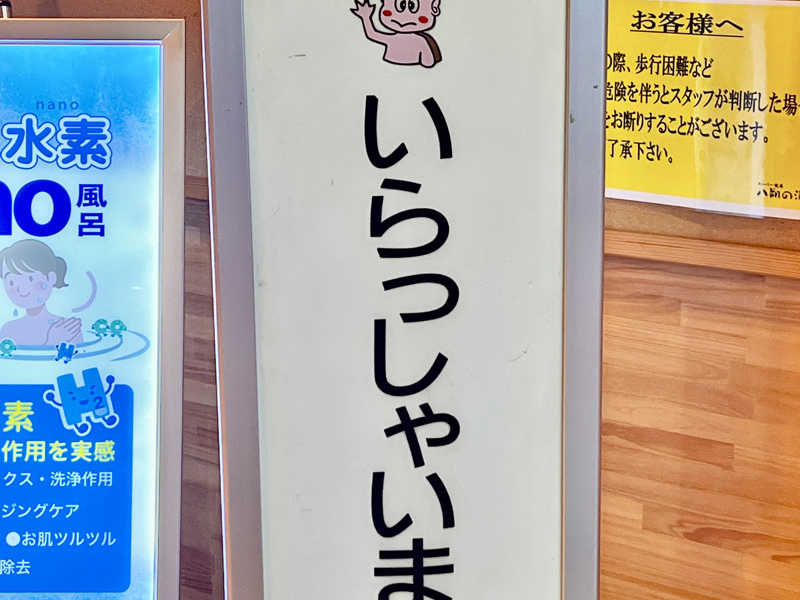 nano
水素
no風呂
素
作用を実感
クス・洗浄作用
ジングケア
●お肌ツルツル
除去
いらっしゃいま
お客様へ
の際、歩行困難など
危険を伴うとスタッフが判断した場
をお断りすることがございます。
了承下さい。